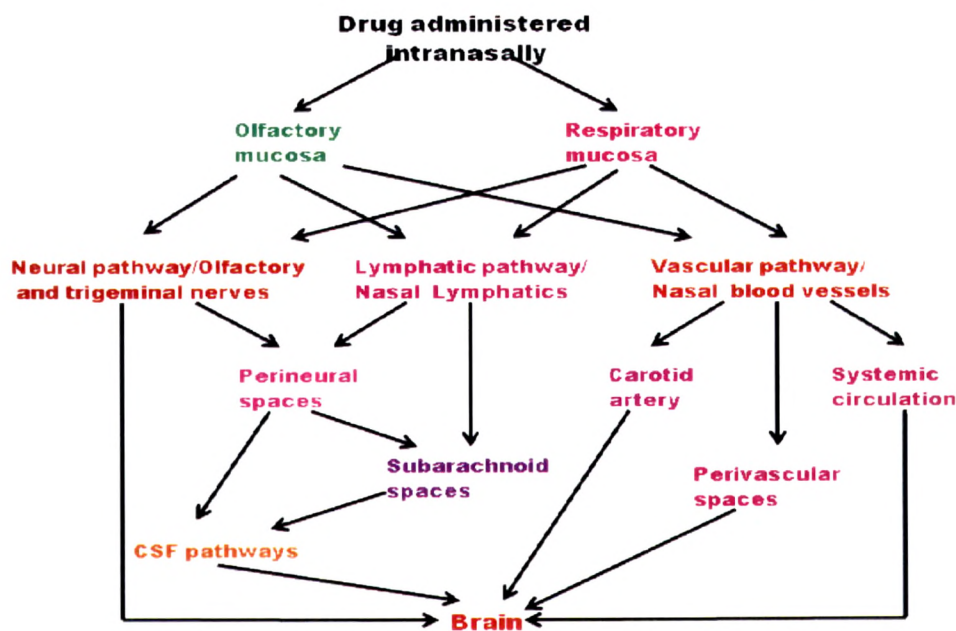 Drug administered
intranasally
Olfactory
mucosa
Respiratory
mucosa
Neural pathway/Olfactory
and trigeminal nerves
Lymphatic pathway/
Nasal Lymphatics
Vascular pathway/
Nasal blood vessels
Perineural
spaces
Carotid
artery
Systemic
circulation
Subarachnoid
spaces
Perivascular
spaces
CSF pathways
Brain